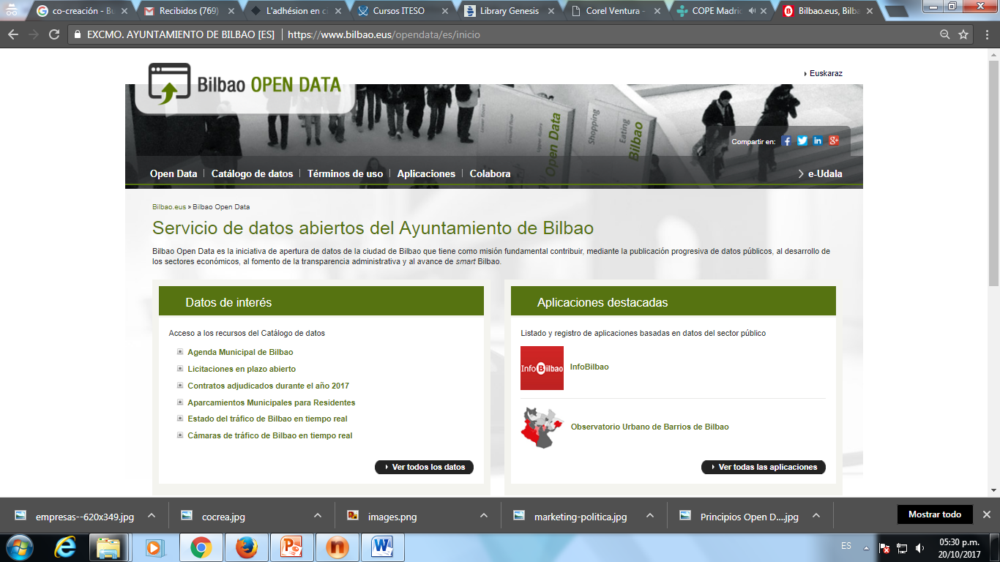 co-creación - Bu
Recibidos (769)
L'adhésion en ci
Cursos ITESO
Library Genesis
Corel Ventura -
COPE Madrid
Bilbao.eus, Bilba
EXCMO. AYUNTAMIENTO DE BILBAO [ES] https://www.bilbao.eus/opendata/es/inicio
Bilbao OPEN DATA
Euskaraz
Open Data
Shopping
Eating
Bilbao
Compartir en:
Open Data Catálogo de datos Términos de uso Aplicaciones Colabora
e-Udala
Bilbao.eus » Bilbao Open Data
Servicio de datos abiertos del Ayuntamiento de Bilbao
Bilbao Open Data es la iniciativa de apertura de datos de la ciudad de Bilbao que tiene como misión fundamental contribuir, mediante la publicación progresiva de datos públicos, al desarrollo de
los sectores económicos, al fomento de la transparencia administrativa y al avance de smart Bilbao.
Datos de interés
Acceso a los recursos del Catálogo de datos
Agenda Municipal de Bilbao
Licitaciones en plazo abierto
Contratos adjudicados durante el año 2017
Aparcamientos Municipales para Residentes
Estado del tráfico de Bilbao en tiempo real
Cámaras de tráfico de Bilbao en tiempo real
Ver todos los datos
Aplicaciones destacadas
Listado y registro de aplicaciones basadas en datos del sector público
InfoBilbao
InfoBilbao
Observatorio Urbano de Barrios de Bilbao
Ver todas las aplicaciones
empresas--620x349.jpg
cocrea.jpg
images.png
marketing-politica.jpg
Principios Open D....jpg
Mostrar todo
ES
05:30 p.m.
20/10/2017